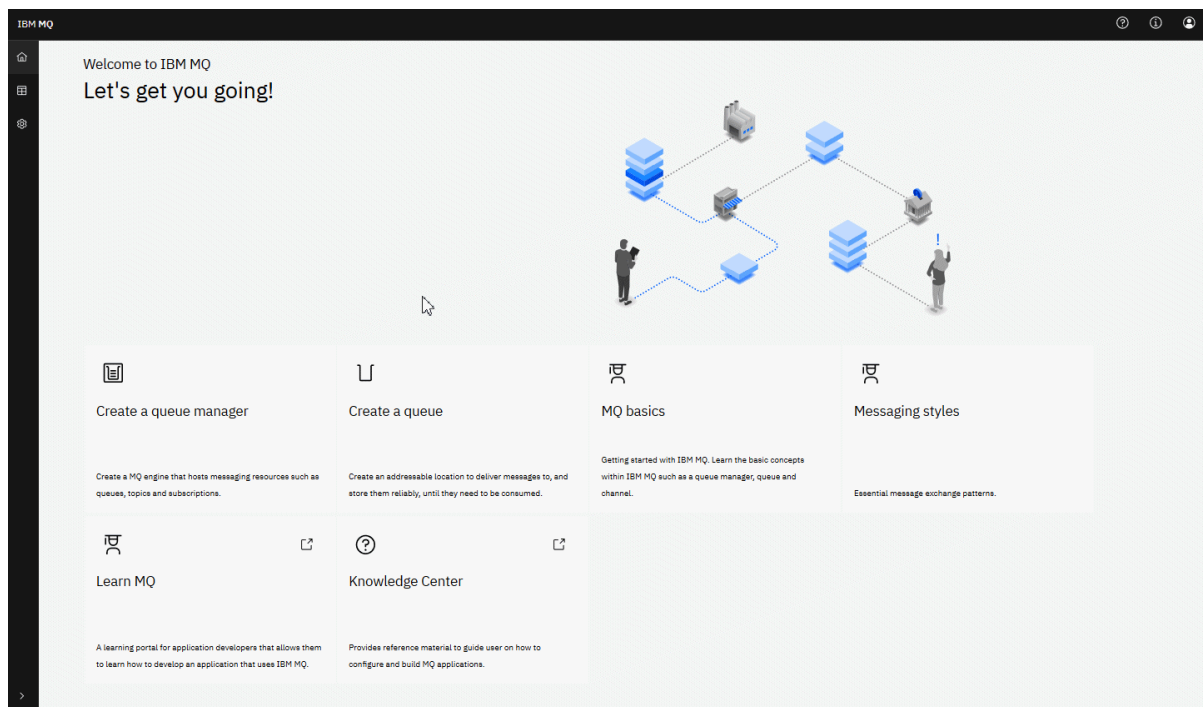 IBM MQ
Welcome to IBM MQ
Let's get you going!
Create a queue manager
Create a MQ engine that hosts messaging resources such as
queues, topics and subscriptions.
Create a queue
Create an addressable location to deliver messages to, and
store them reliably, until they need to be consumed.
MQ basics
Getting started with IBM MQ. Learn the basic concepts
within IBM MQ such as a queue manager, queue and
channel.
Messaging styles
Essential message exchange patterns.
Learn MQ
A learning portal for application developers that allows them
to learn how to develop an application that uses IBM MQ.
Knowledge Center
Provides reference material to guide user on how to
configure and build MQ applications.